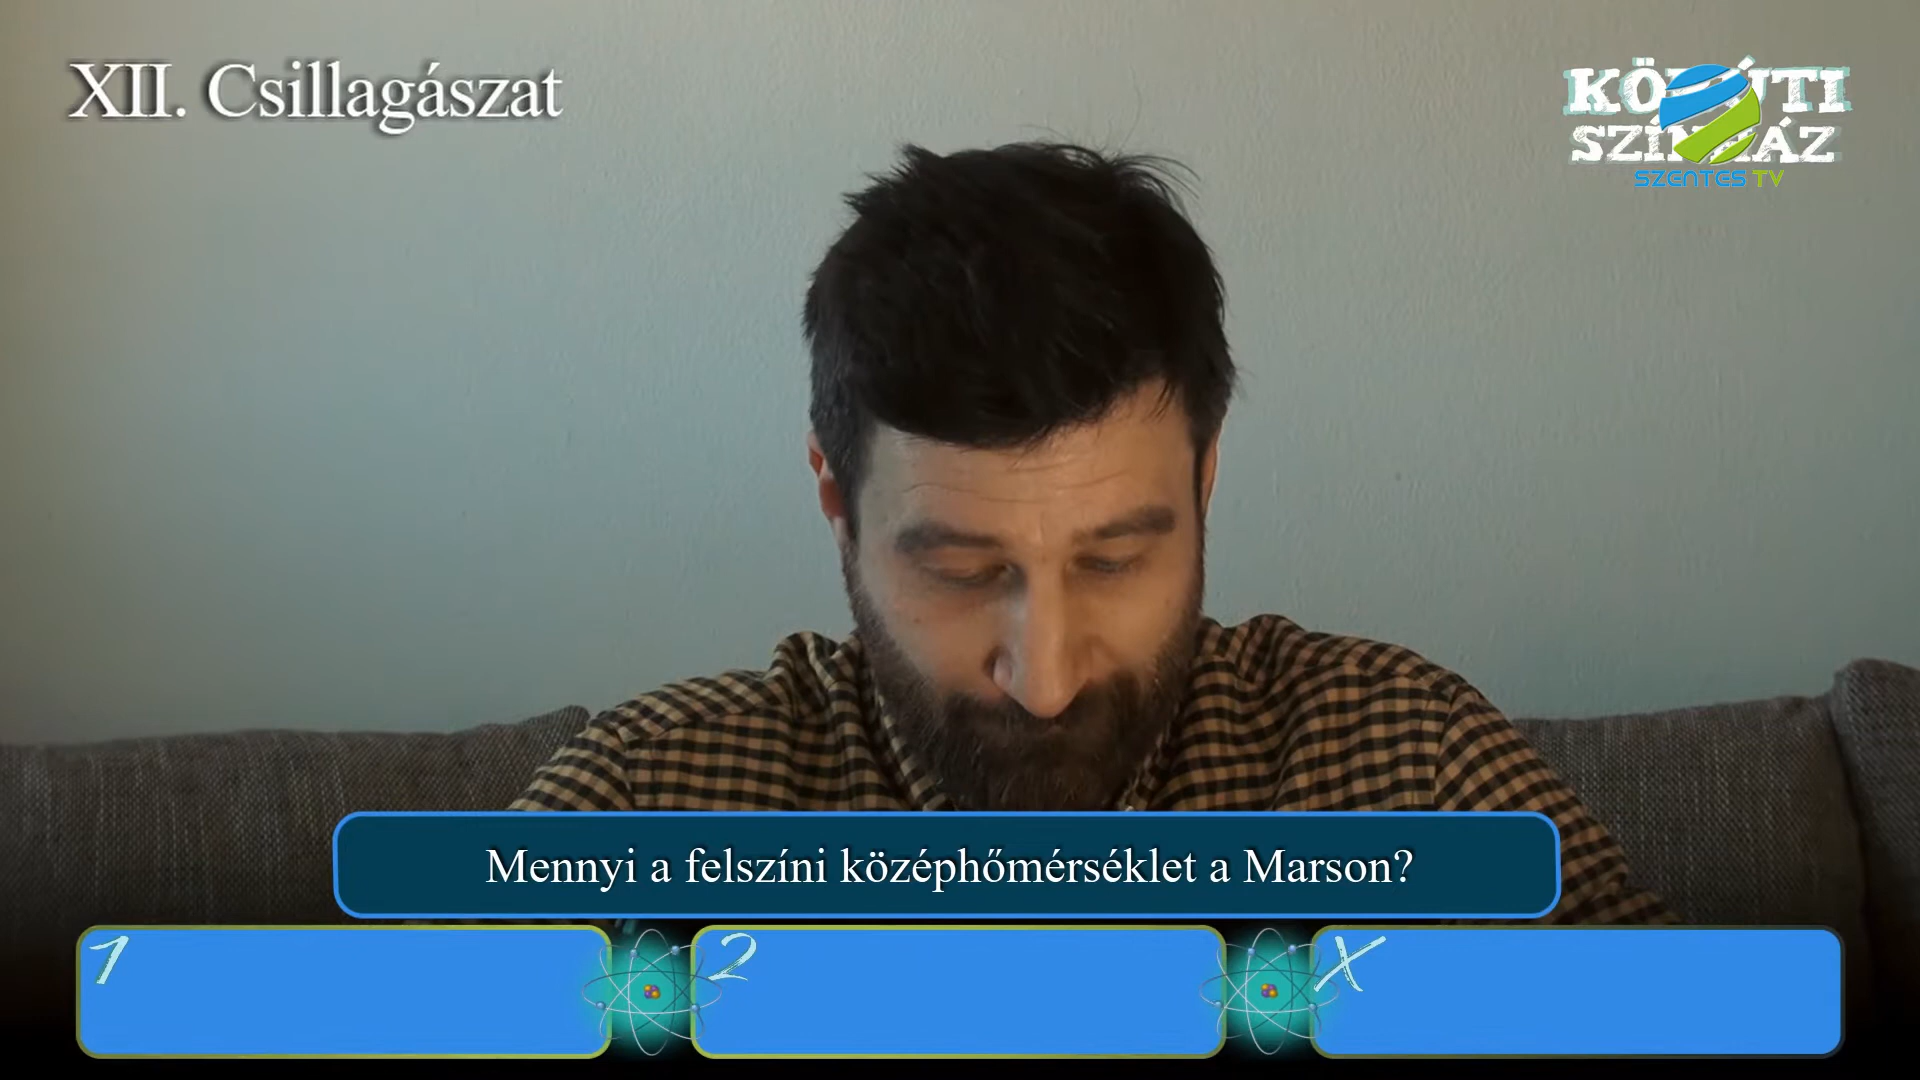 XII. Csillagászat
SZENTES TV
Mennyi a felszíni középhőmérséklet a Marson?
1
2
X